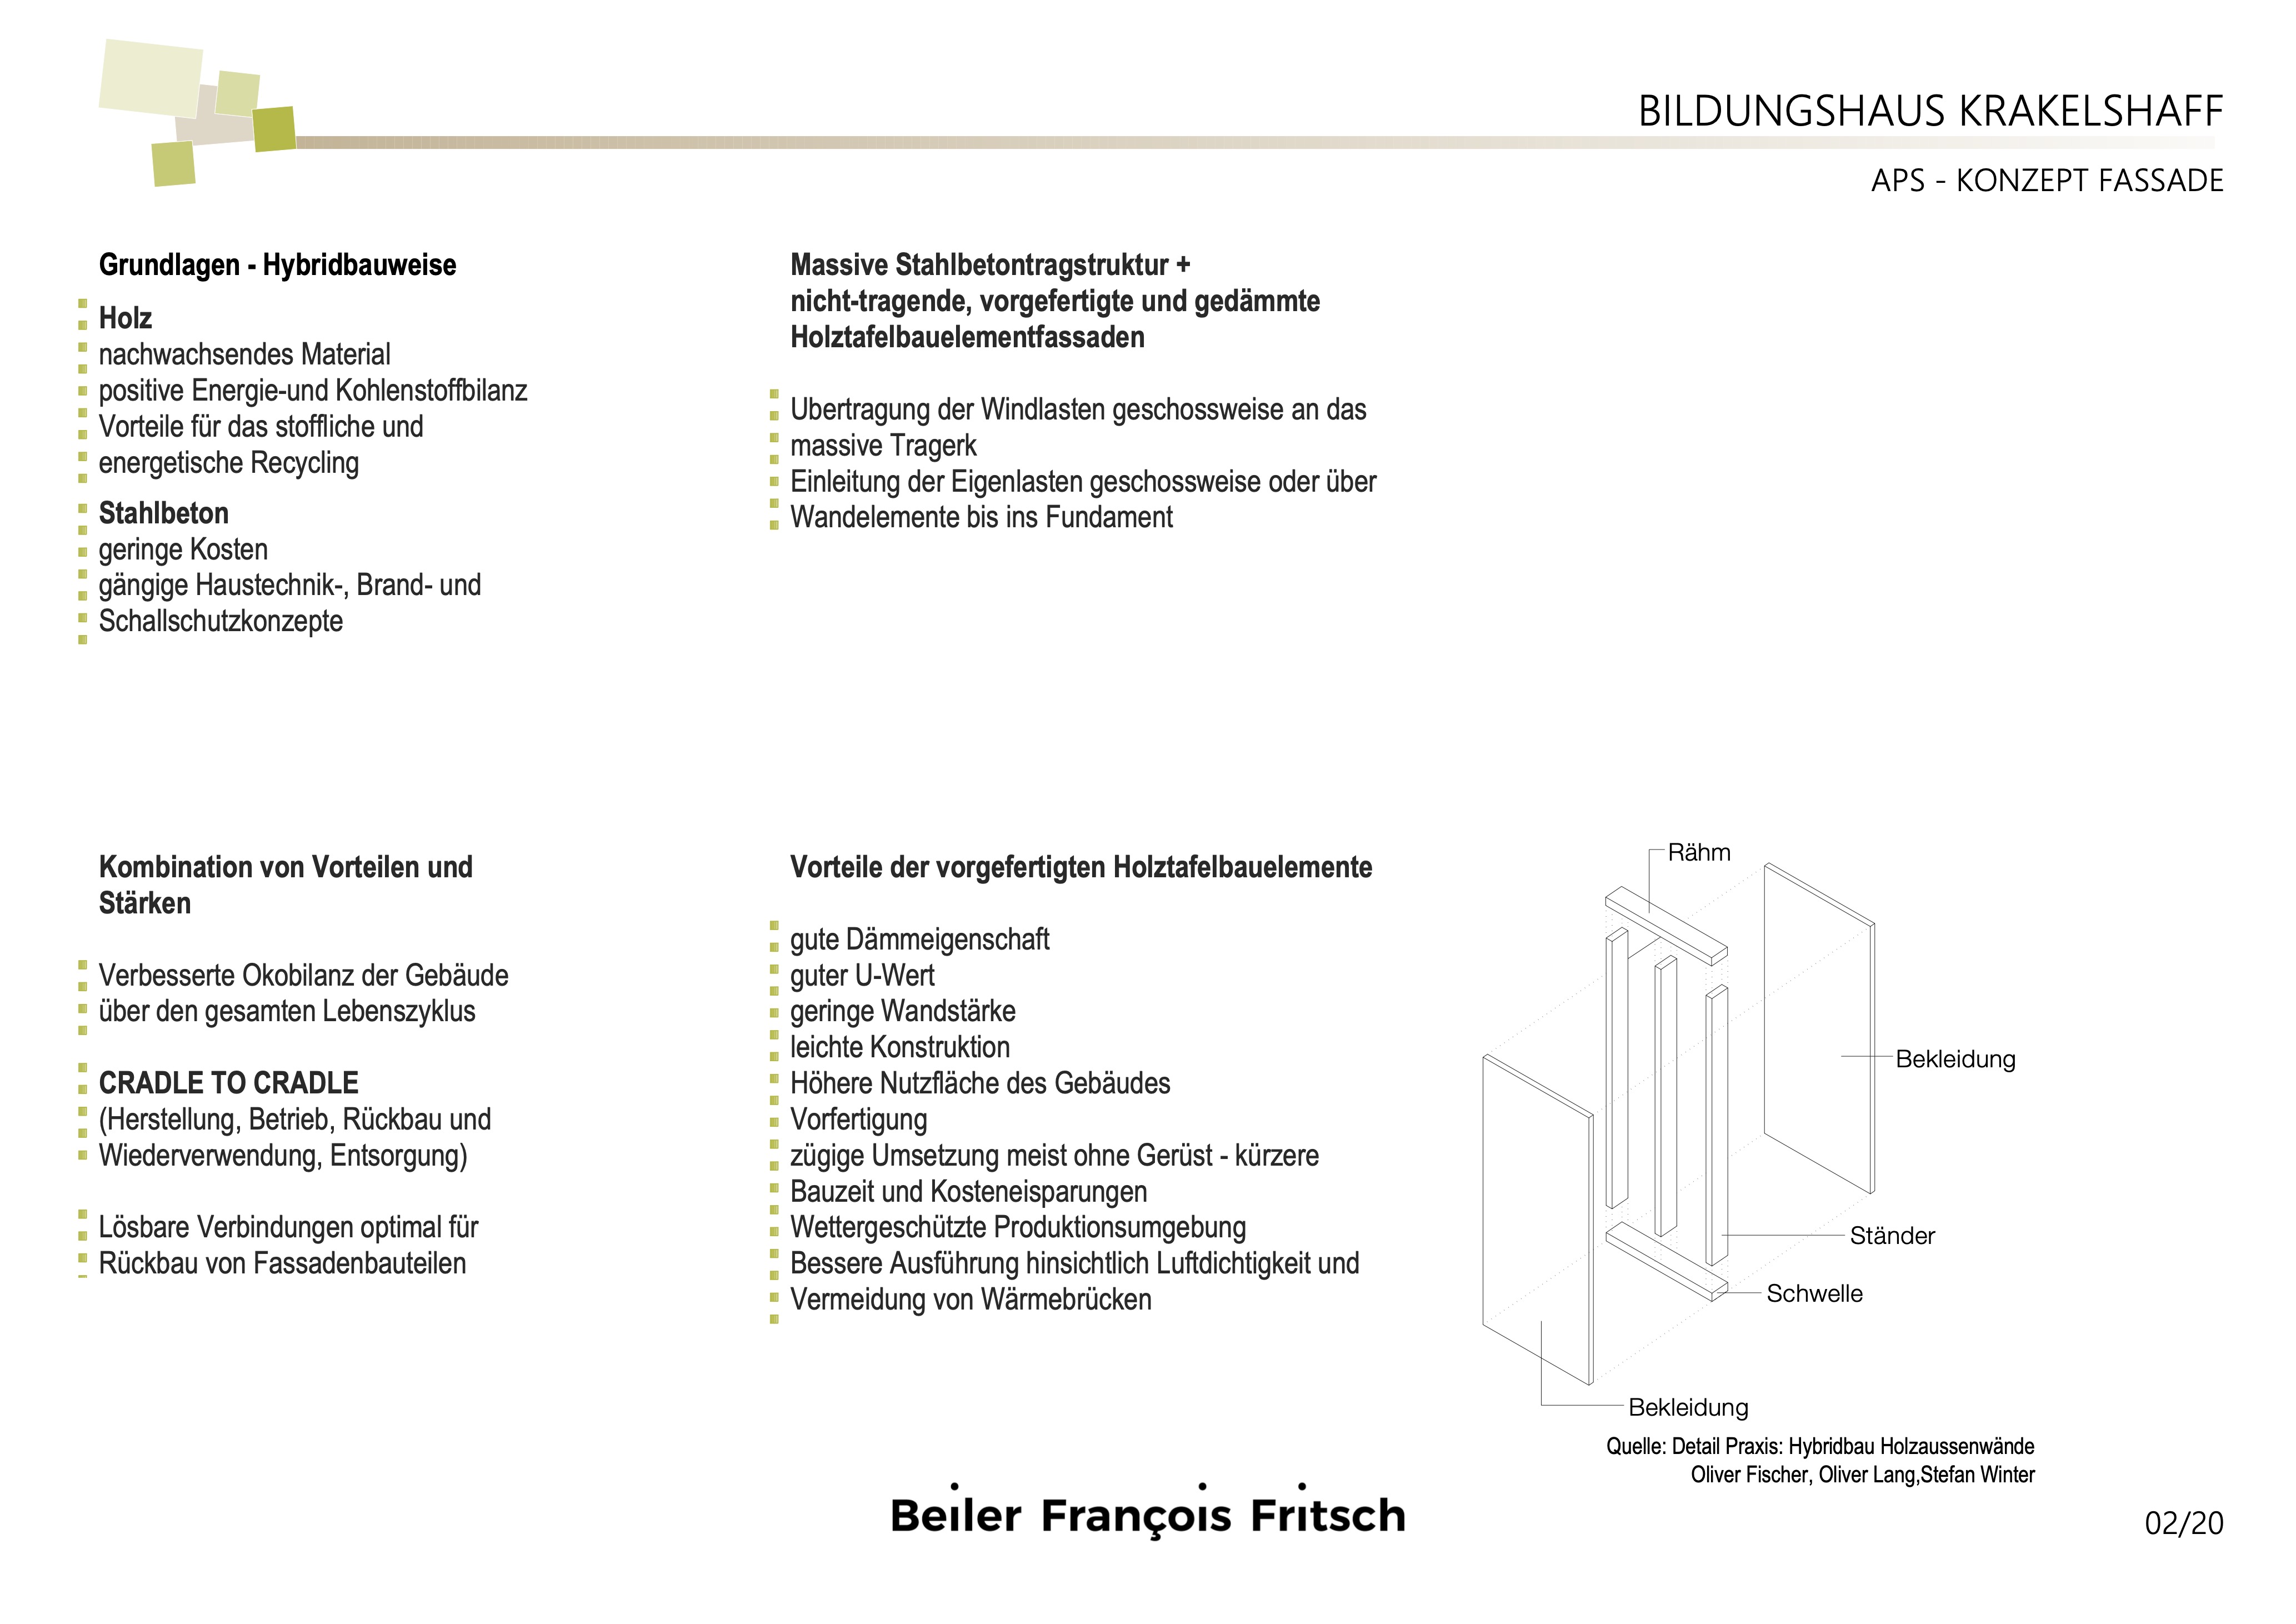 BILDUNGSHAUS KRAKELSHAFF
APS - KONZEPT FASSADE
Grundlagen - Hybridbauweise
Holz
nachwachsendes Material
positive Energie-und Kohlenstoffbilanz
Vorteile für das stoffliche und
energetische Recycling
Stahlbeton
geringe Kosten
gängige Haustechnik-, Brand- und
Schallschutzkonzepte
Massive Stahlbetontragstruktur +
nicht-tragende, vorgefertigte und gedämmte
Holztafelbauelementfassaden
Ubertragung der Windlasten geschossweise an das
massive Tragerk
Einleitung der Eigenlasten geschossweise oder über
Wandelemente bis ins Fundament
Kombination von Vorteilen und
Stärken
Verbesserte Okobilanz der Gebäude
über den gesamten Lebenszyklus
CRADLE TO CRADLE
(Herstellung, Betrieb, Rückbau und
Wiederverwendung, Entsorgung)
Lösbare Verbindungen optimal für
Rückbau von Fassadenbauteilen
Vorteile der vorgefertigten Holztafelbauelemente
gute Dämmeigenschaft
guter U-Wert
geringe Wandstärke
leichte Konstruktion
Höhere Nutzfläche des Gebäudes
Vorfertigung
zügige Umsetzung meist ohne Gerüst - kürzere
Bauzeit und Kosteneisparungen
Wettergeschützte Produktionsumgebung
Bessere Ausführung hinsichtlich Luftdichtigkeit und
Vermeidung von Wärmebrücken
Rähm
Bekleidung
Ständer
Schwelle
Bekleidung
Quelle: Detail Praxis: Hybridbau Holzaussenwände
Oliver Fischer, Oliver Lang,Stefan Winter
Beiler François Fritsch
02/20